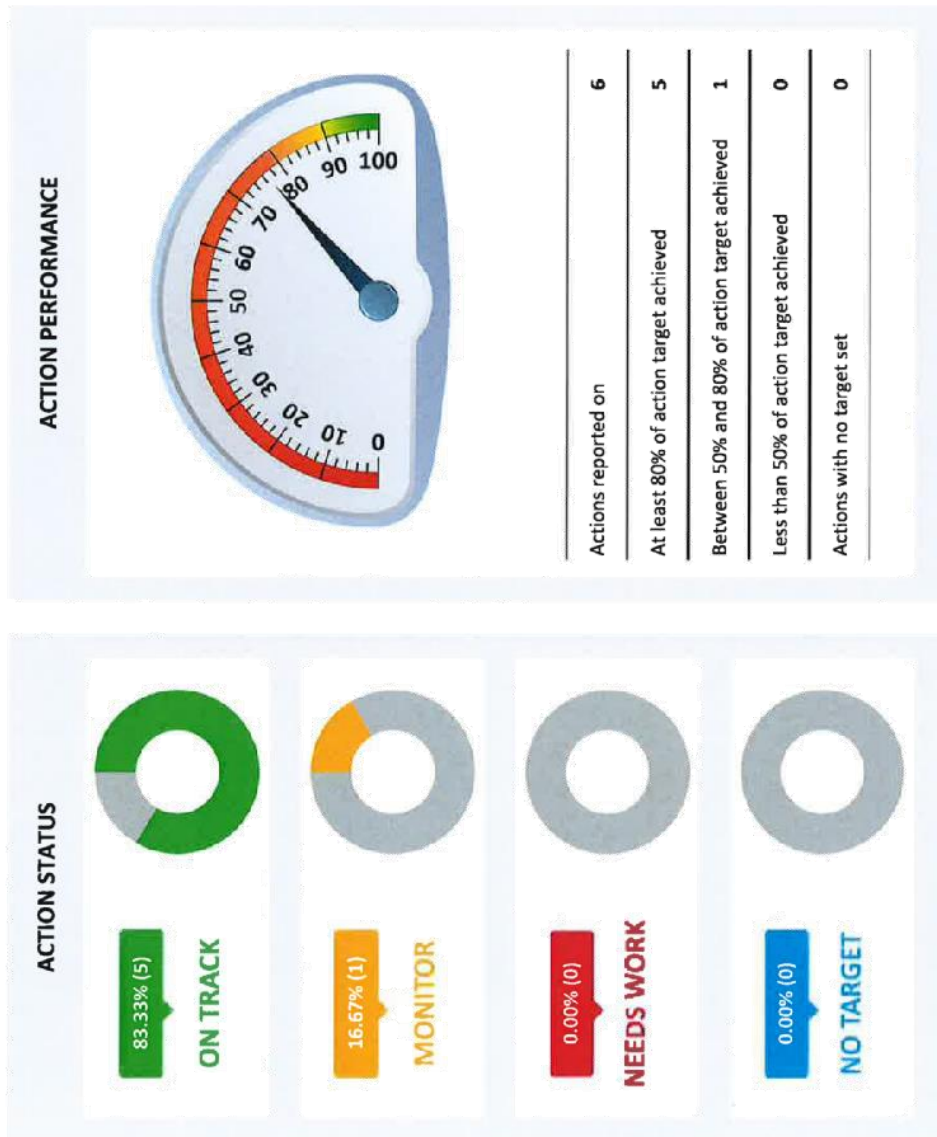 ACTION STATUS
83.33% (5)
ON TRACK
16.67% (1)
MONITOR
0.00% (0)
NEEDS WORK
0.00% (0)
NO TARGET
ACTION PERFORMANCE
0
10
20
30
40
50
60
70
80
90
100
Actions reported on 6
At least 80% of action target achieved 5
Between 50% and 80% of action target achieved 1
Less than 50% of action target achieved 0
Actions with no target set 0